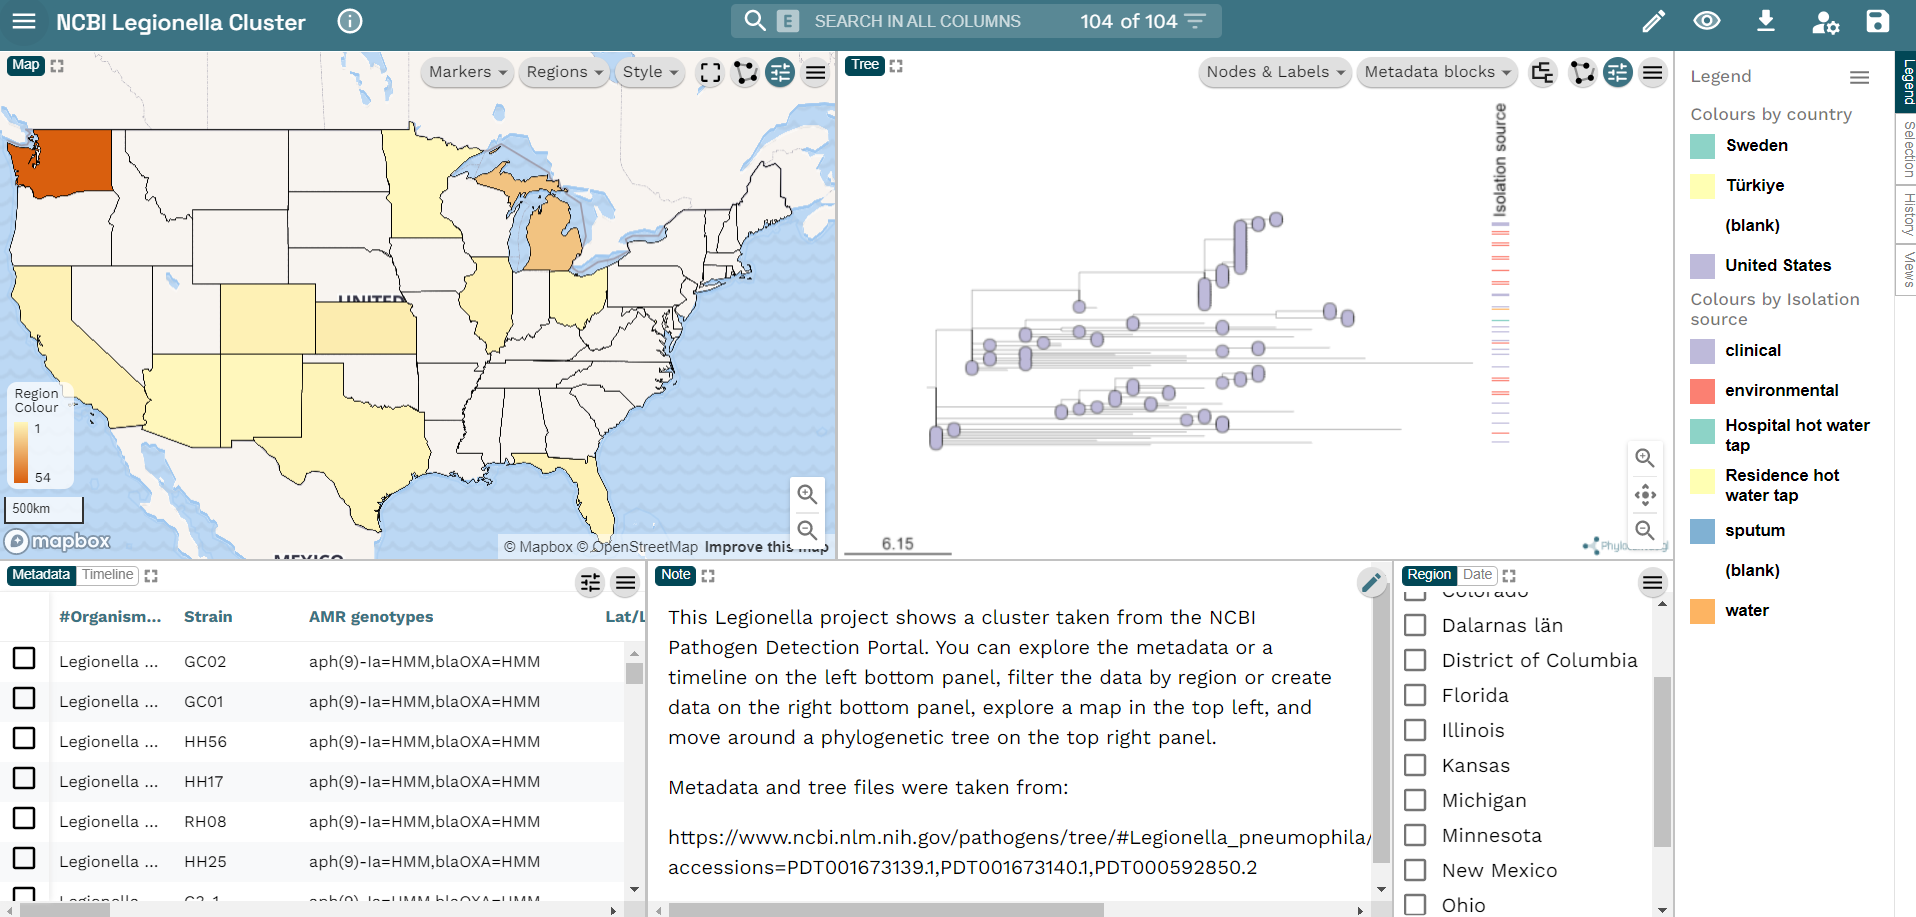 NCBI Legionella Cluster
E SEARCH IN ALL COLUMNS 104 of 104
Map
Markers
Regions
Style
UNITED
Region
Colour
1
54
500km
mapbox
© Mapbox © OpenStreetMap Improve this map
Tree
Nodes & Labels
Metadata blocks
Isolation source
6.15
Legend
Colours by country
Sweden
Türkiye
(blank)
United States
Colours by Isolation
source
clinical
environmental
Hospital hot water
tap
Residence hot
water tap
sputum
(blank)
water
Legend
Selection
History
Views
Metadata Timeline
#Organism... Strain AMR genotypes
Legionella ... GC02 aph(9)-Ia=HMM,blaOXA=HMM
Legionella ... GC01 aph(9)-Ia=HMM,blaOXA=HMM
Legionella ... HH56 aph(9)-Ia=HMM,blaOXA=HMM
Legionella ... HH17 aph(9)-Ia=HMM,blaOXA=HMM
Legionella ... RH08 aph(9)-Ia=HMM,blaOXA=HMM
Legionella ... HH25 aph(9)-Ia=HMM,blaOXA=HMM
Note
This Legionella project shows a cluster taken from the NCBI
Pathogen Detection Portal. You can explore the metadata or a
timeline on the left bottom panel, filter the data by region or create
data on the right bottom panel, explore a map in the top left, and
move around a phylogenetic tree on the top right panel.
Metadata and tree files were taken from:
https://www.ncbi.nlm.nih.gov/pathogens/tree/#Legionella_pneumophila/
accessions=PDT001673139.1,PDT001673140.1,PDT000592850.2
Region Date
Colorado
Dalarnas län
District of Columbia
Florida
Illinois
Kansas
Michigan
Minnesota
New Mexico
Ohio